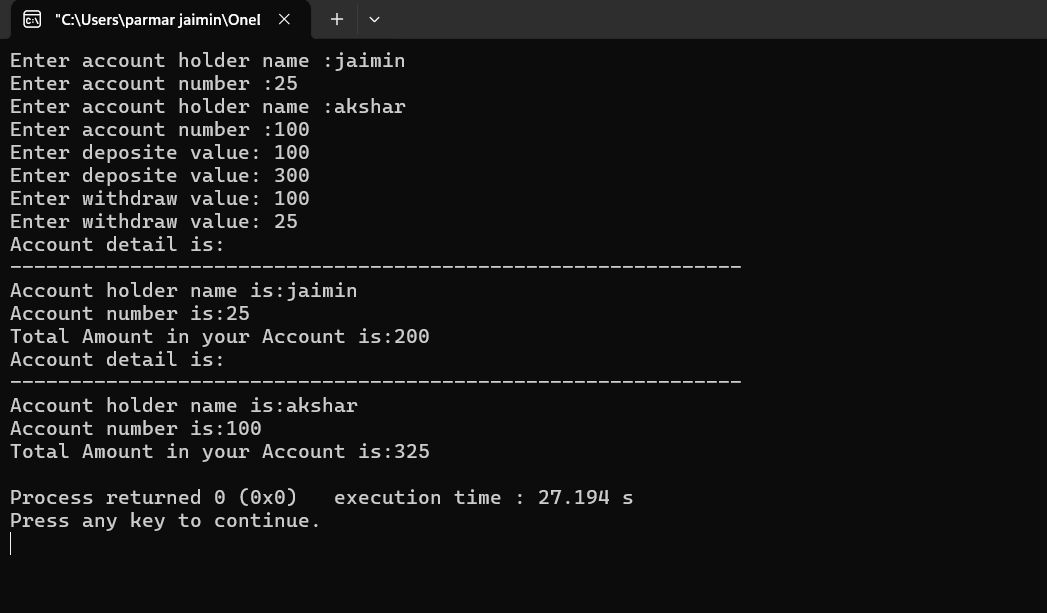 "C:\Users\parmar jaimin\OneI
Enter account holder name :jaimin
Enter account number :25
Enter account holder name :akshar
Enter account number :100
Enter deposite value: 100
Enter deposite value: 300
Enter withdraw value: 100
Enter withdraw value: 25
Account detail is:
-------------------------------------------------------------
Account holder name is:jaimin
Account number is:25
Total Amount in your Account is:200
Account detail is:
-------------------------------------------------------------
Account holder name is:akshar
Account number is:100
Total Amount in your Account is:325
Process returned 0 (0x0)   execution time : 27.194 s
Press any key to continue.